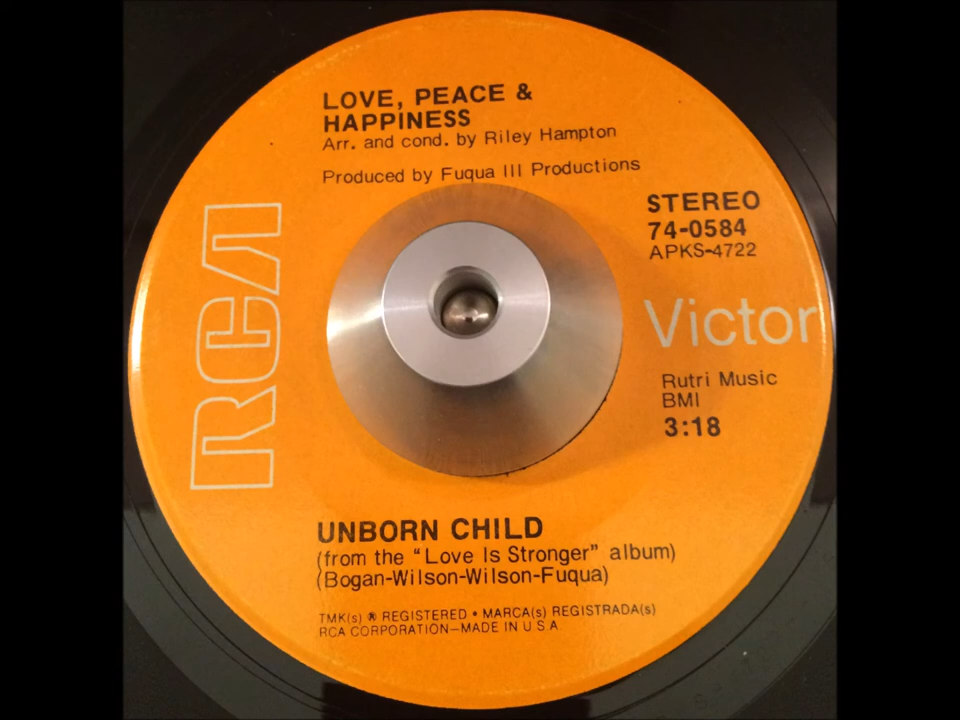 LOVE, PEACE &
HAPPINESS
Arr. and cond. by Riley Hampton
Produced by Fuqua III Productions
RCA
STEREO
74-0584
APKS-4722
Victor
Rutri Music
BMI
3:18
UNBORN CHILD
(from the "Love Is Stronger" album)
(Bogan-Wilson-Wilson-Fuqua)
TMK(s) ® REGISTERED • MARCA(s) REGISTRADA(s)
RCA CORPORATION—MADE IN U S A